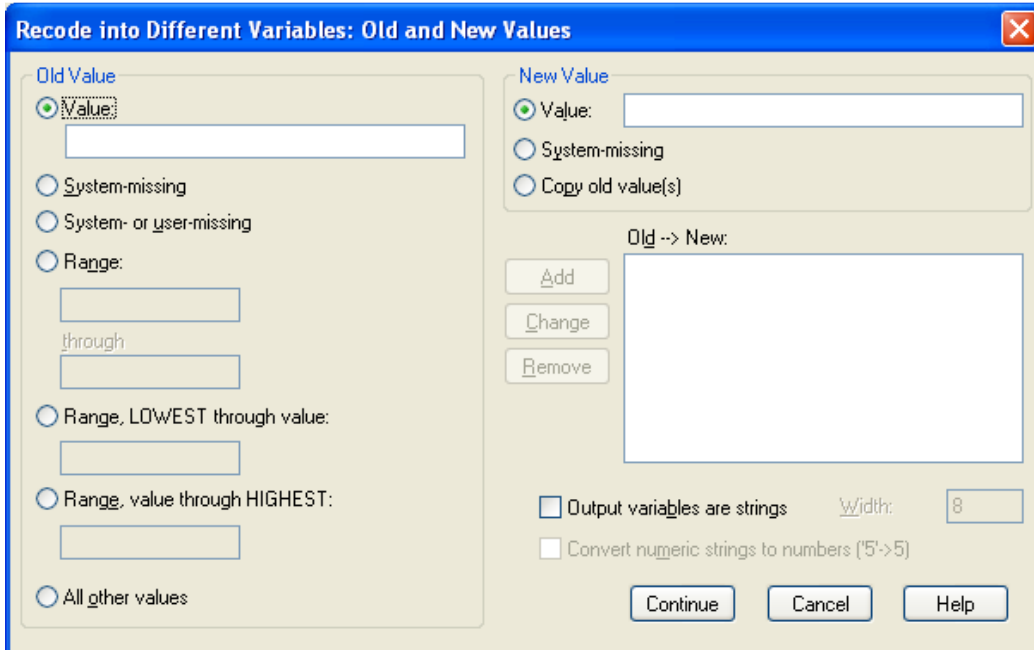 Recode into Different Variables: Old and New Values
Old Value
Value:
System-missing
System- or user-missing
Range:
through
Range, LOWEST through value:
Range, value through HIGHEST:
All other values
New Value
Value:
System-missing
Copy old value(s)
Old --> New:
Add
Change
Remove
Output variables are strings Width: 8
Convert numeric strings to numbers ('5'->5)
Continue Cancel Help